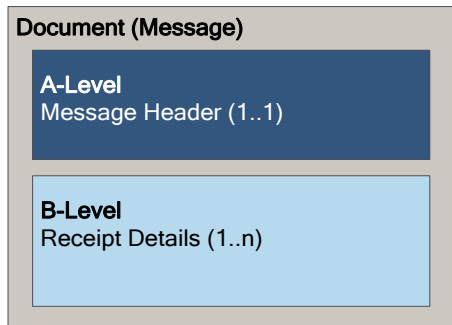 Document (Message)
A-Level
Message Header (1..1)
B-Level
Receipt Details (1..n)